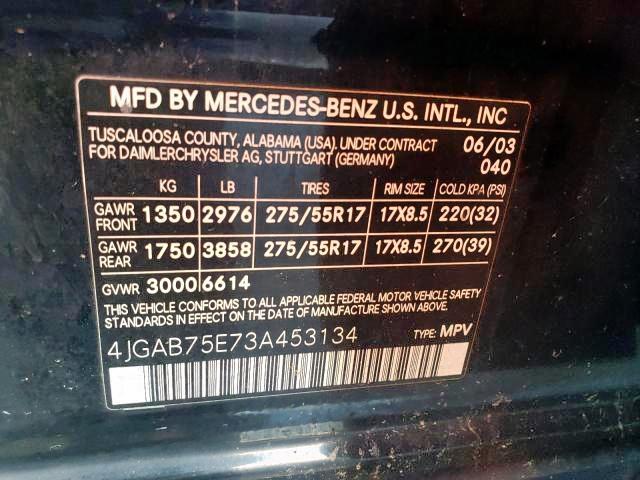 MFD BY MERCEDES-BENZ U.S. INTL., INC
TUSCALOOSA COUNTY, ALABAMA (USA). UNDER CONTRACT 06/03
FOR DAIMLERCHRYSLER AG, STUTTGART (GERMANY) 040
KG LB TIRES RIM SIZE COLD KPA (PSI)
GAWR FRONT 1350 2976 275/55R17 17X8.5 220(32)
GAWR REAR 1750 3858 275/55R17 17X8.5 270(39)
GVWR 3000 6614
THIS VEHICLE CONFORMS TO ALL APPLICABLE FEDERAL MOTOR VEHICLE SAFETY
STANDARDS IN EFFECT ON THE DATE OF MANUFACTURE SHOWN ABOVE.
4JGAB75E73A453134 TYPE: MPV